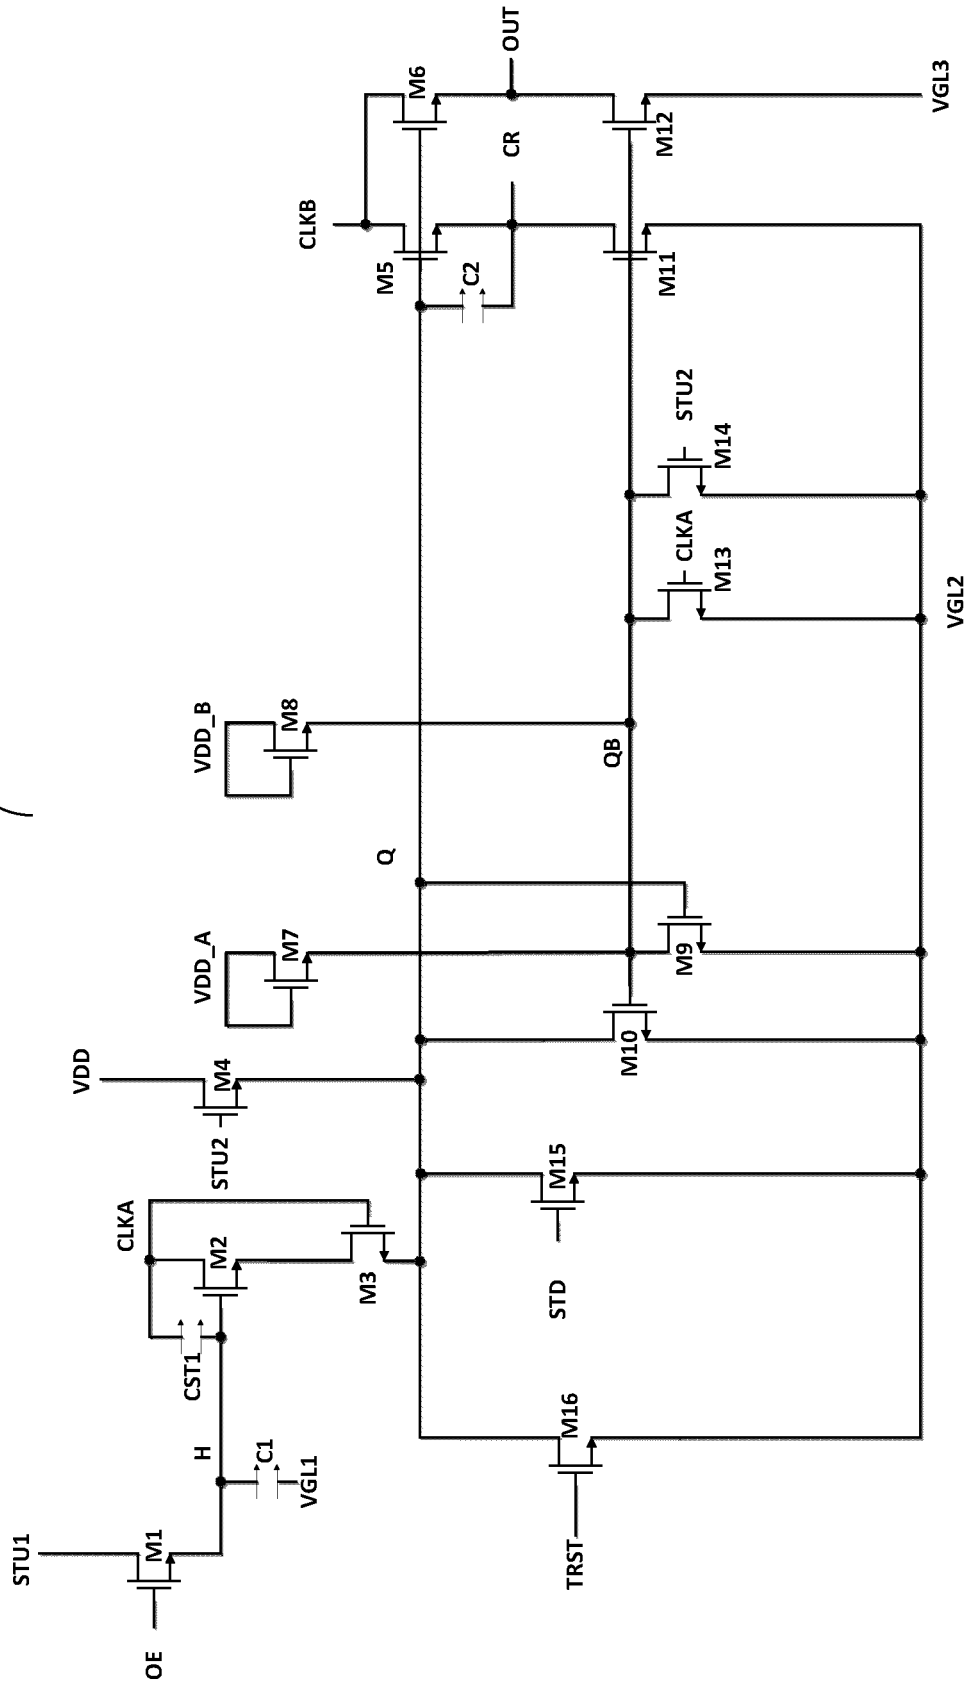 STU1
OE
M1
H
C1
VGL1
CST1
CLKA
M2
M3
VDD
STU2
M4
VDD_A
M7
VDD_B
M8
Q
QB
CLKB
M5
M6
C2
CR
OUT
TRST
M16
STD
M15
M10
M9
CLKA
M13
STU2
M14
M11
M12
VGL2
VGL3